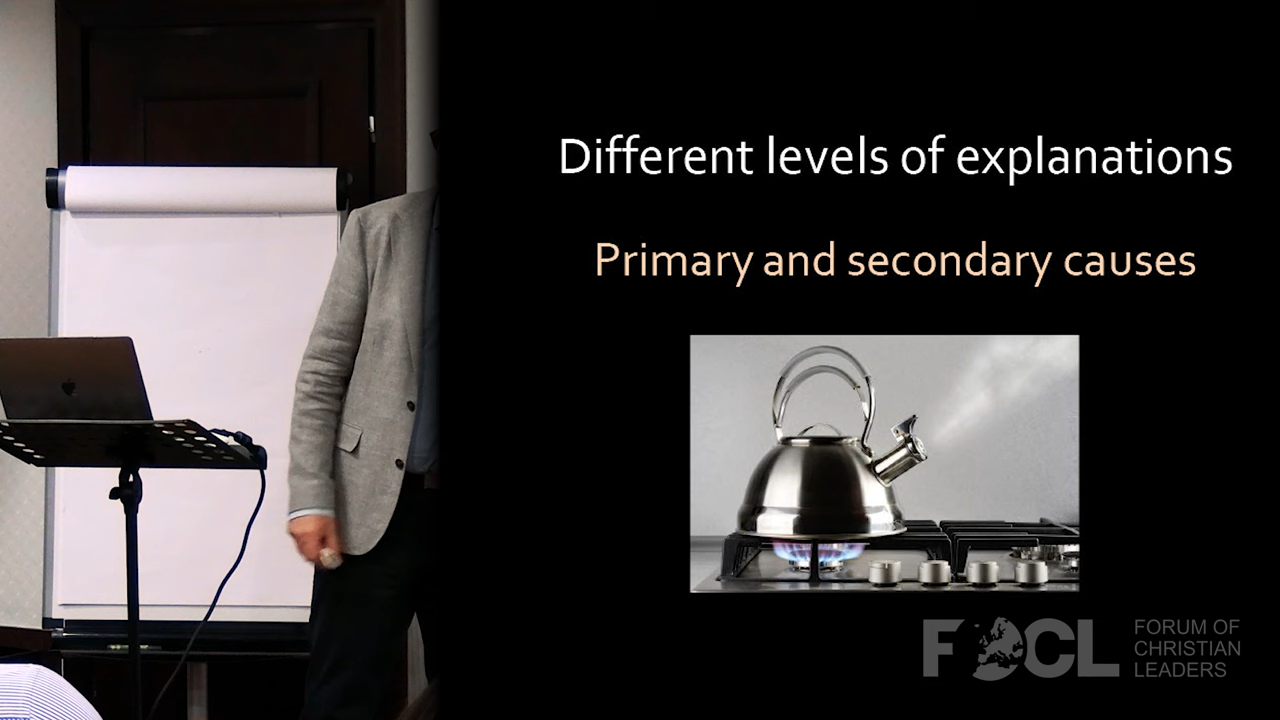 Different levels of explanations
Primary and secondary causes
FOCL
FORUM OF
CHRISTIAN
LEADERS